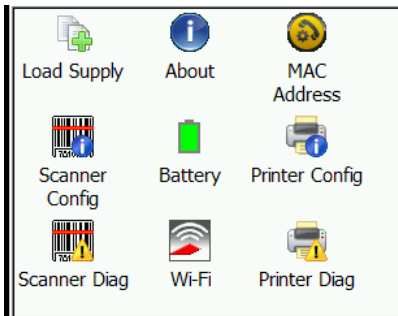 Load Supply
About
MAC
Address
Scanner
Config
Battery
Printer Config
Scanner Diag
Wi-Fi
Printer Diag